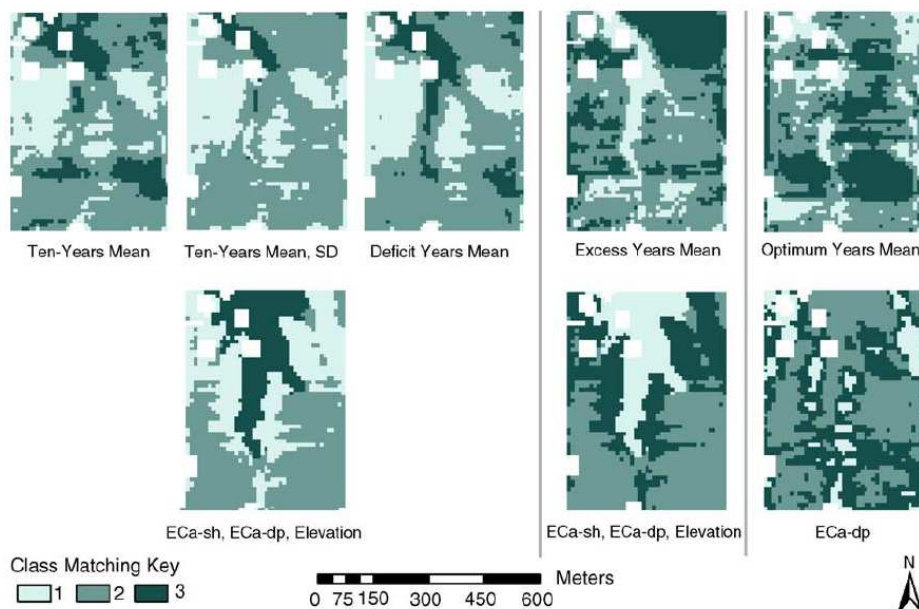 Ten-Years Mean
Ten-Years Mean, SD
Deficit Years Mean
Excess Years Mean
Optimum Years Mean
ECa-sh, ECa-dp, Elevation
ECa-sh, ECa-dp, Elevation
ECa-dp
Class Matching Key
1 2 3
Meters
0 75 150 300 450 600
N